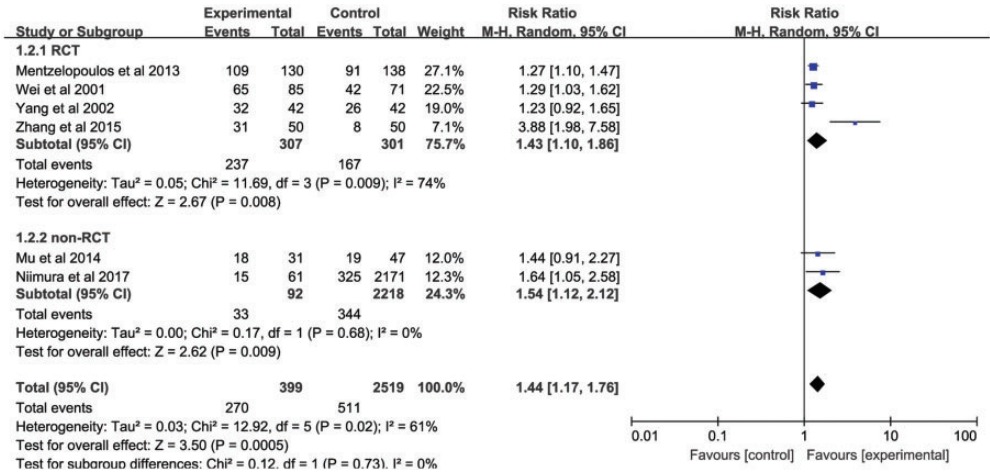 Experimental Control Risk Ratio Risk Ratio
Study or Subgroup Events Total Events Total Weight M-H, Random, 95% CI M-H, Random, 95% CI
1.2.1 RCT
Mentzelopoulos et al 2013 109 130 91 138 27.1% 1.27 [1.10, 1.47]
Wei et al 2001 65 85 42 71 22.5% 1.29 [1.03, 1.62]
Yang et al 2002 32 42 26 42 19.0% 1.23 [0.92, 1.65]
Zhang et al 2015 31 50 8 50 7.1% 3.88 [1.98, 7.58]
Subtotal (95% CI) 307 301 75.7% 1.43 [1.10, 1.86]
Total events 237 167
Heterogeneity: Tau² = 0.05; Chi² = 11.69, df = 3 (P = 0.009); I² = 74%
Test for overall effect: Z = 2.67 (P = 0.008)
1.2.2 non-RCT
Mu et al 2014 18 31 19 47 12.0% 1.44 [0.91, 2.27]
Niimura et al 2017 15 61 325 2171 12.3% 1.64 [1.05, 2.58]
Subtotal (95% CI) 92 2218 24.3% 1.54 [1.12, 2.12]
Total events 33 344
Heterogeneity: Tau² = 0.00; Chi² = 0.17, df = 1 (P = 0.68); I² = 0%
Test for overall effect: Z = 2.62 (P = 0.009)
Total (95% CI) 399 2519 100.0% 1.44 [1.17, 1.76]
Total events 270 511
Heterogeneity: Tau² = 0.03; Chi² = 12.92, df = 5 (P = 0.02); I² = 61%
Test for overall effect: Z = 3.50 (P = 0.0005)
Test for subgroup differences: Chi² = 0.12, df = 1 (P = 0.73), I² = 0%
0.01 0.1 1 10 100
Favours [control] Favours [experimental]